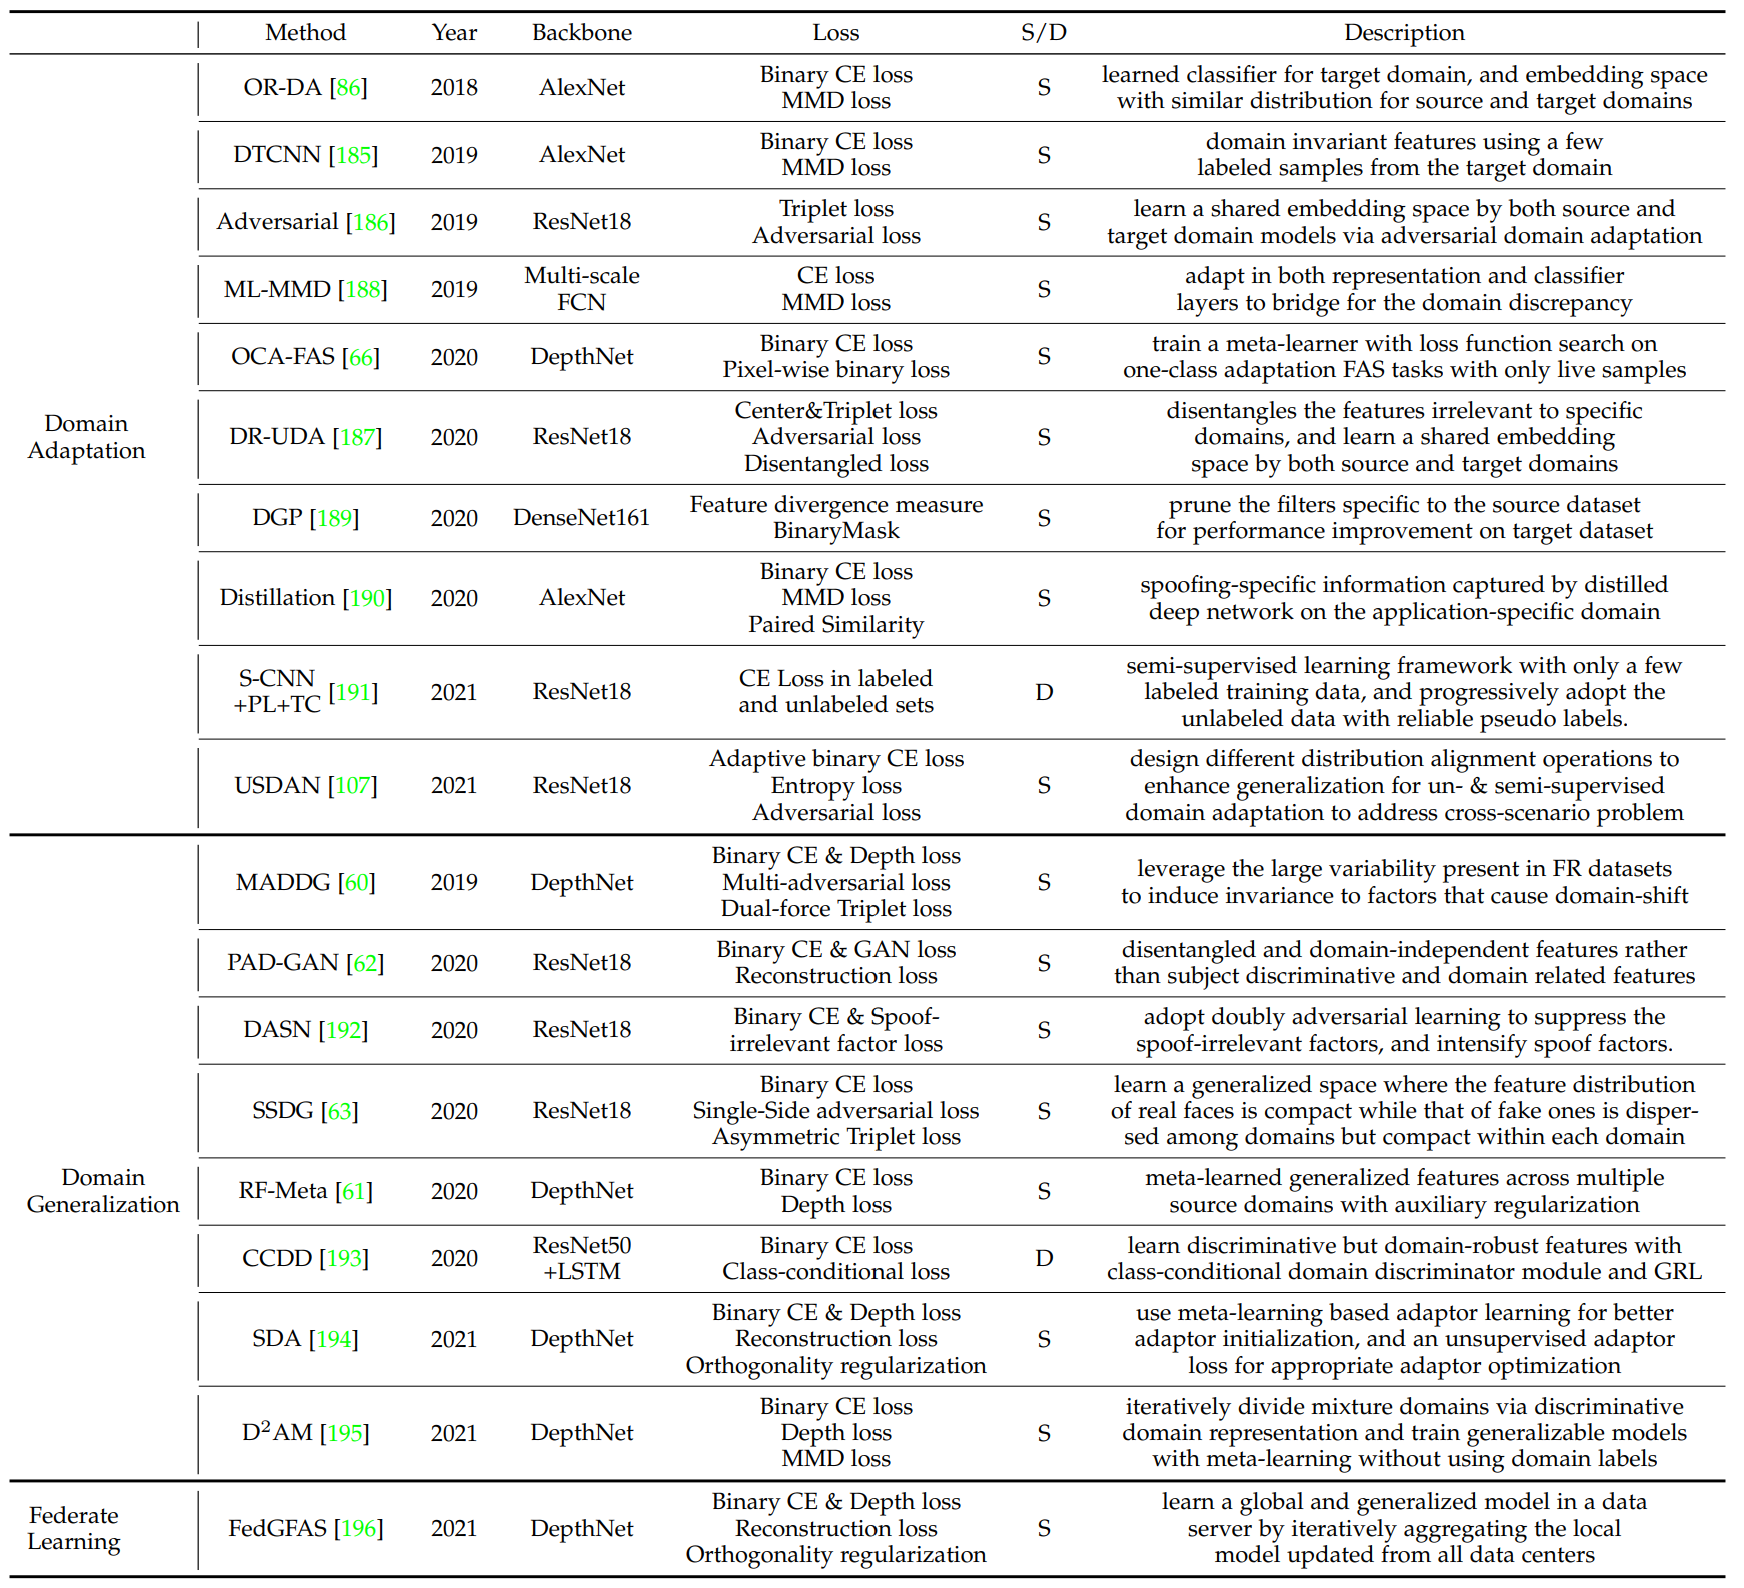 Method Year Backbone Loss S/D Description
Domain
Adaptation
OR-DA [86] 2018 AlexNet Binary CE loss
MMD loss S learned classifier for target domain, and embedding space
with similar distribution for source and target domains
DTCNN [185] 2019 AlexNet Binary CE loss
MMD loss S domain invariant features using a few
labeled samples from the target domain
Adversarial [186] 2019 ResNet18 Triplet loss
Adversarial loss S learn a shared embedding space by both source and
target domain models via adversarial domain adaptation
ML-MMD [188] 2019 Multi-scale
FCN CE loss
MMD loss S adapt in both representation and classifier
layers to bridge for the domain discrepancy
OCA-FAS [66] 2020 DepthNet Binary CE loss
Pixel-wise binary loss S train a meta-learner with loss function search on
one-class adaptation FAS tasks with only live samples
DR-UDA [187] 2020 ResNet18 Center&Triplet loss
Adversarial loss
Disentangled loss S disentangles the features irrelevant to specific
domains, and learn a shared embedding
space by both source and target domains
DGP [189] 2020 DenseNet161 Feature divergence measure
BinaryMask S prune the filters specific to the source dataset
for performance improvement on target dataset
Distillation [190] 2020 AlexNet Binary CE loss
MMD loss
Paired Similarity S spoofing-specific information captured by distilled
deep network on the application-specific domain
S-CNN
+PL+TC [191] 2021 ResNet18 CE Loss in labeled
and unlabeled sets D semi-supervised learning framework with only a few
labeled training data, and progressively adopt the
unlabeled data with reliable pseudo labels.
USDAN [107] 2021 ResNet18 Adaptive binary CE loss
Entropy loss
Adversarial loss S design different distribution alignment operations to
enhance generalization for un- & semi-supervised
domain adaptation to address cross-scenario problem
Domain
Generalization
MADDG [60] 2019 DepthNet Binary CE & Depth loss
Multi-adversarial loss
Dual-force Triplet loss S leverage the large variability present in FR datasets
to induce invariance to factors that cause domain-shift
PAD-GAN [62] 2020 ResNet18 Binary CE & GAN loss
Reconstruction loss S disentangled and domain-independent features rather
than subject discriminative and domain related features
DASN [192] 2020 ResNet18 Binary CE & Spoof-
irrelevant factor loss S adopt doubly adversarial learning to suppress the
spoof-irrelevant factors, and intensify spoof factors.
SSDG [63] 2020 ResNet18 Binary CE loss
Single-Side adversarial loss
Asymmetric Triplet loss S learn a generalized space where the feature distribution
of real faces is compact while that of fake ones is disper-
sed among domains but compact within each domain
RF-Meta [61] 2020 DepthNet Binary CE loss
Depth loss S meta-learned generalized features across multiple
source domains with auxiliary regularization
CCDD [193] 2020 ResNet50
+LSTM Binary CE loss
Class-conditional loss D learn discriminative but domain-robust features with
class-conditional domain discriminator module and GRL
SDA [194] 2021 DepthNet Binary CE & Depth loss
Reconstruction loss
Orthogonality regularization S use meta-learning based adaptor learning for better
adaptor initialization, and an unsupervised adaptor
loss for appropriate adaptor optimization
D²AM [195] 2021 DepthNet Binary CE loss
Depth loss
MMD loss S iteratively divide mixture domains via discriminative
domain representation and train generalizable models
with meta-learning without using domain labels
Federate
Learning
FedGFAS [196] 2021 DepthNet Binary CE & Depth loss
Reconstruction loss
Orthogonality regularization S learn a global and generalized model in a data
server by iteratively aggregating the local
model updated from all data centers